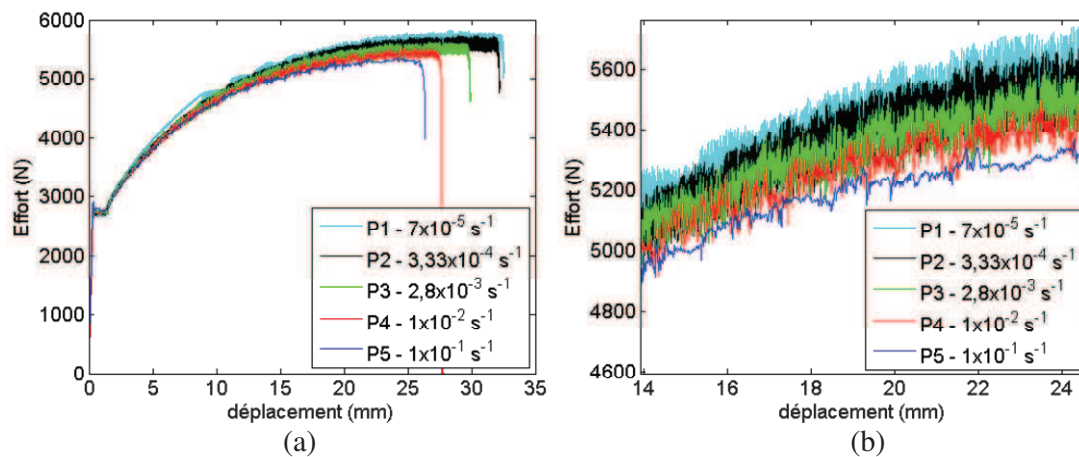 6000
5000
4000
3000
2000
1000
0
Effort (N)
P1 - 7x10⁻⁵ s⁻¹
P2 - 3,33x10⁻⁴ s⁻¹
P3 - 2,8x10⁻³ s⁻¹
P4 - 1x10⁻² s⁻¹
P5 - 1x10⁻¹ s⁻¹
0 5 10 15 20 25 30 35
déplacement (mm)
(a)
5600
5400
5200
5000
4800
4600
Effort (N)
P1 - 7x10⁻⁵ s⁻¹
P2 - 3,33x10⁻⁴ s⁻¹
P3 - 2,8x10⁻³ s⁻¹
P4 - 1x10⁻² s⁻¹
P5 - 1x10⁻¹ s⁻¹
14 16 18 20 22 24
déplacement (mm)
(b)